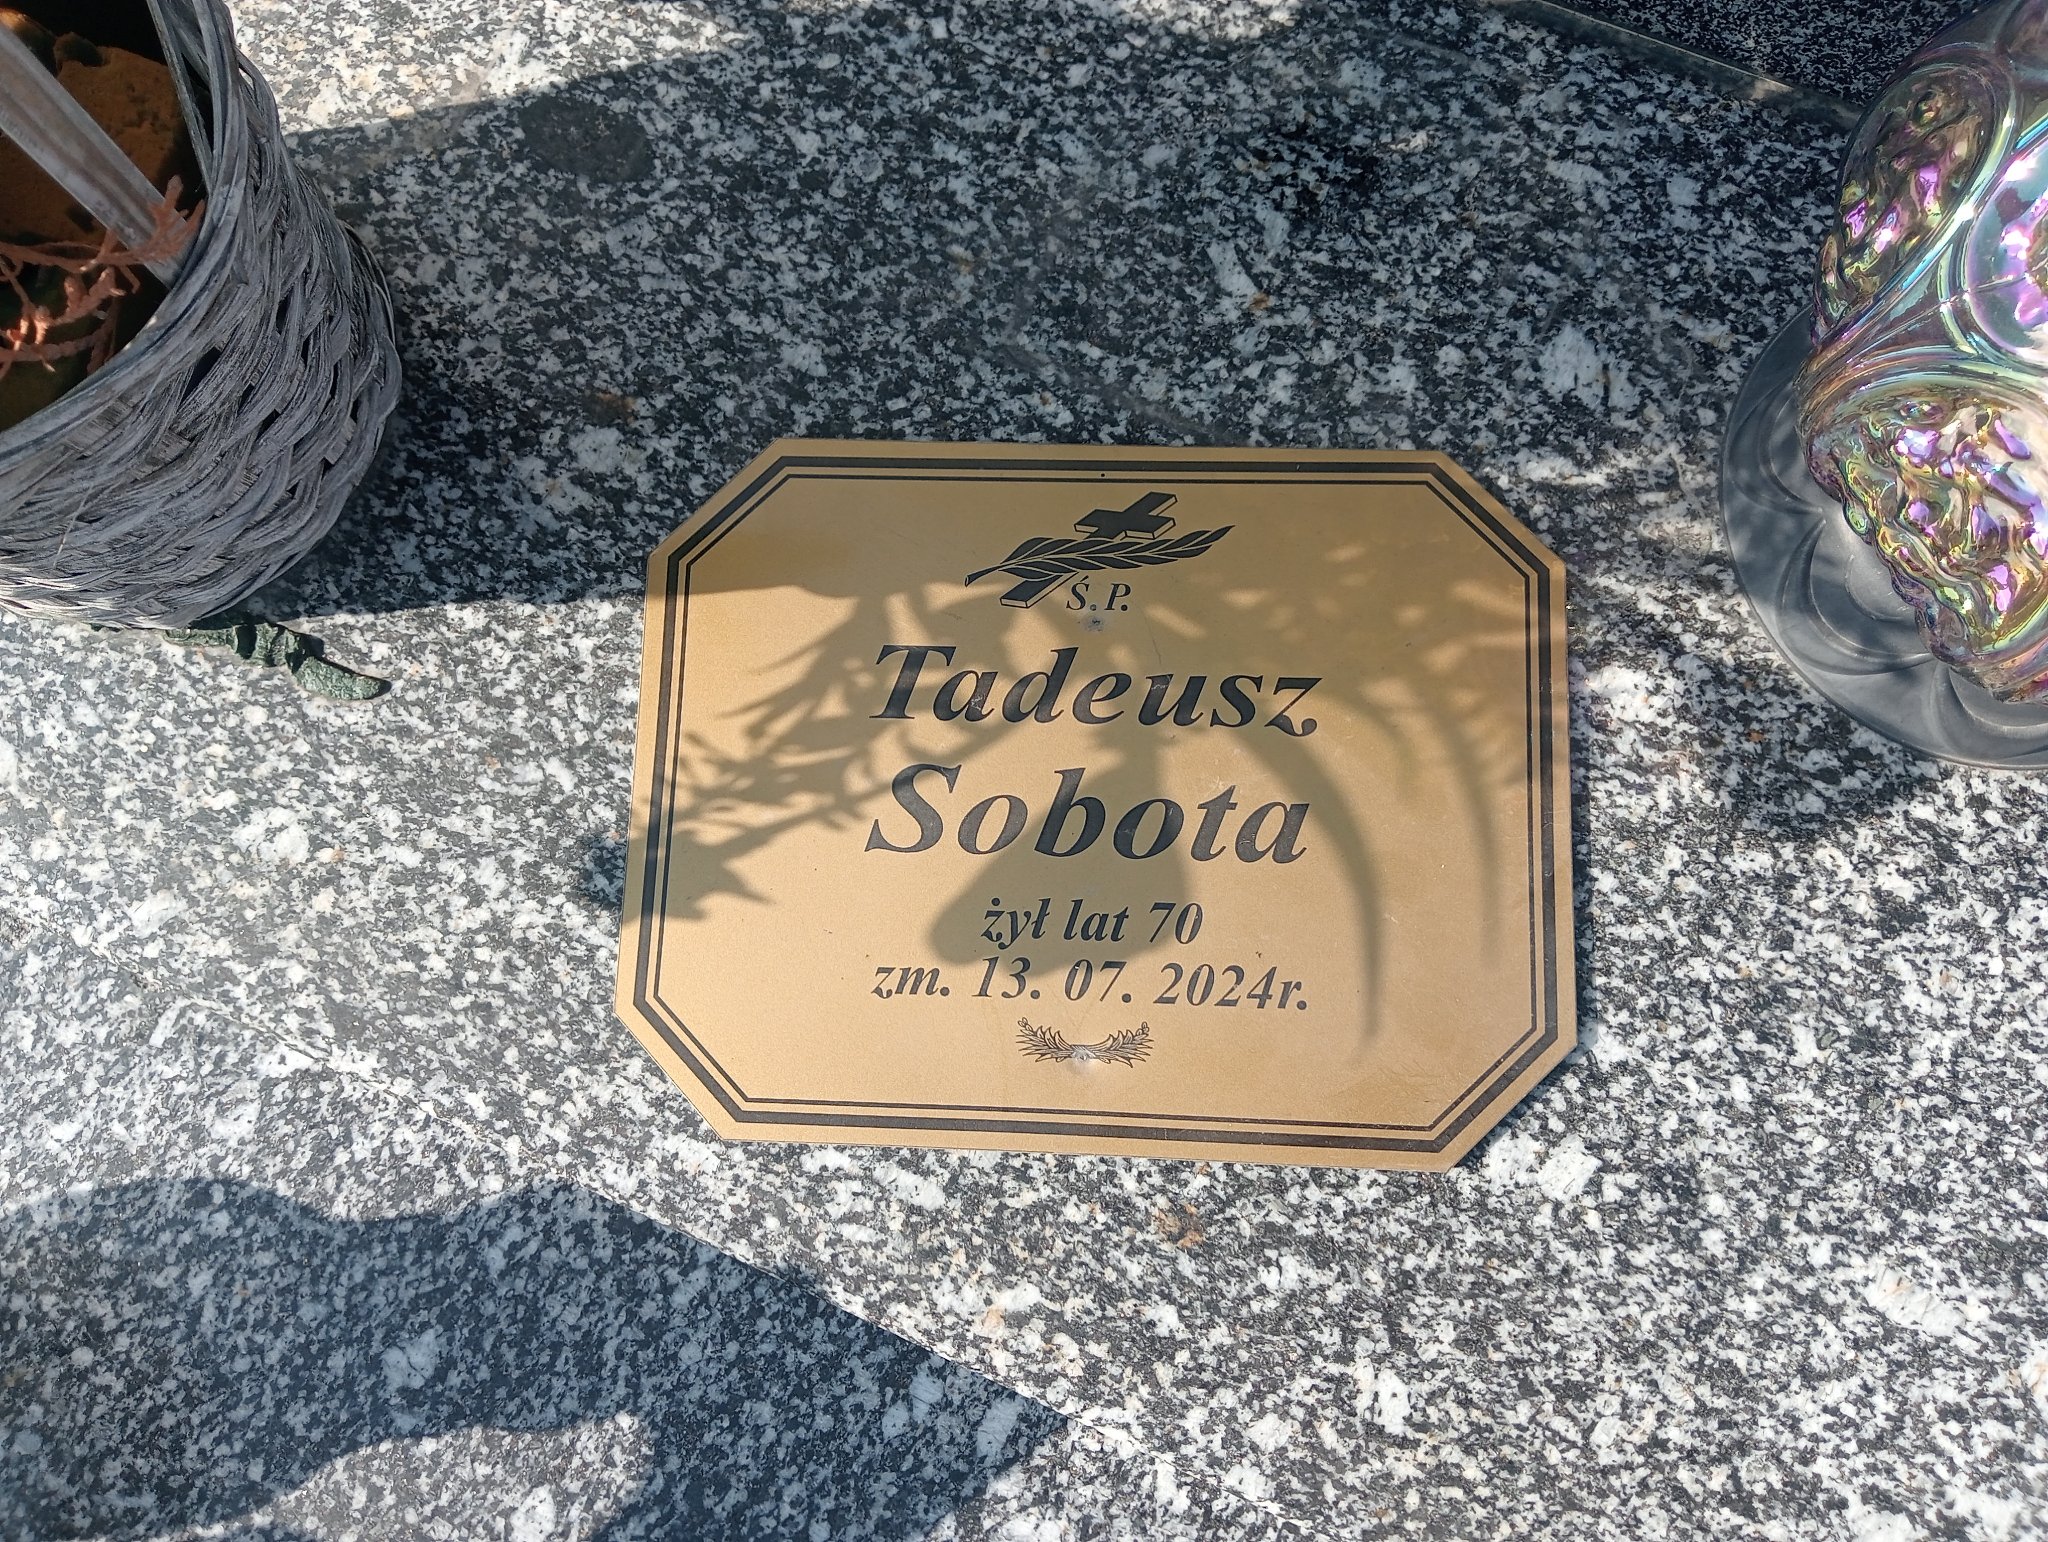 Ś. P.
Tadeusz
Sobota
żył lat 70
zm. 13. 07. 2024r.